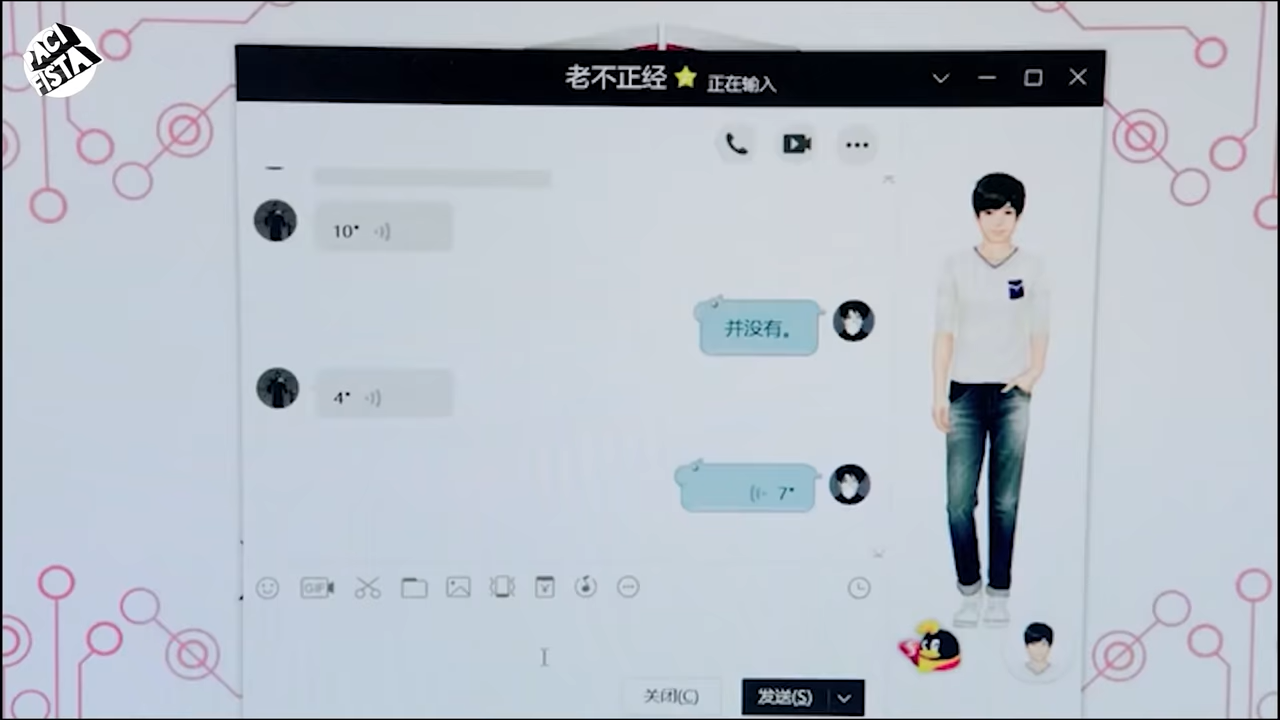 PACI
FISTA
老不正经 正在输入
10"
并没有。
4"
7"
GIF
关闭(C) 发送(S)